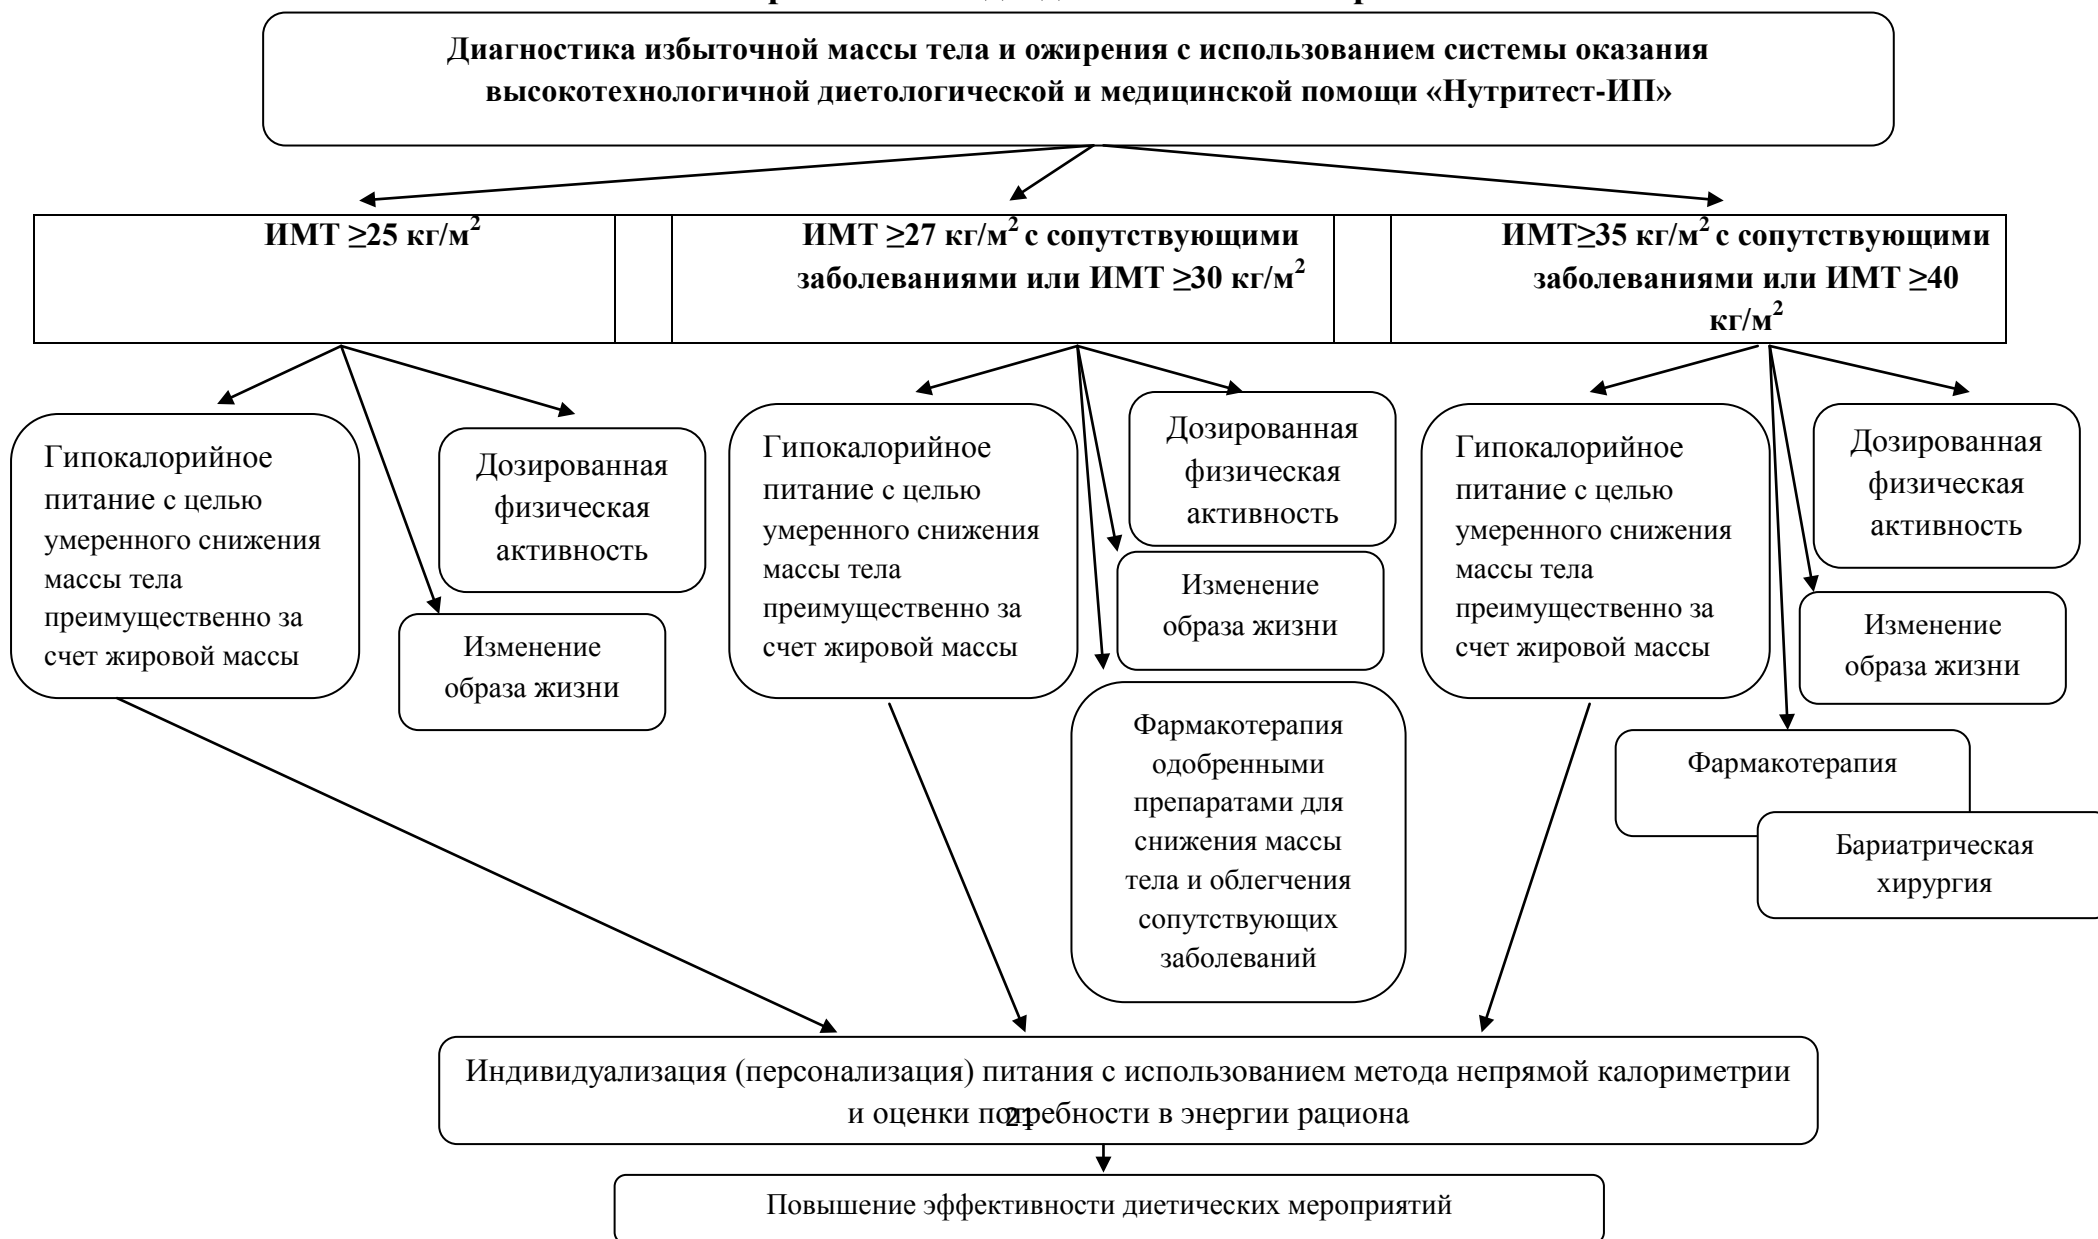 Диагностика избыточной массы тела и ожирения с использованием системы оказания
высокотехнологичной диетологической и медицинской помощи «Нутритест-ИП»
ИМТ ≥25 кг/м²
ИМТ ≥27 кг/м² с сопутствующими
заболеваниями или ИМТ ≥30 кг/м²
ИМТ≥35 кг/м² с сопутствующими
заболеваниями или ИМТ ≥40
кг/м²
Гипокалорийное
питание с целью
умеренного снижения
массы тела
преимущественно за
счет жировой массы
Дозированная
физическая
активность
Изменение
образа жизни
Гипокалорийное
питание с целью
умеренного снижения
массы тела
преимущественно за
счет жировой массы
Дозированная
физическая
активность
Изменение
образа жизни
Фармакотерапия
одобренными
препаратами для
снижения массы
тела и облегчения
сопутствующих
заболеваний
Гипокалорийное
питание с целью
умеренного снижения
массы тела
преимущественно за
счет жировой массы
Дозированная
физическая
активность
Изменение
образа жизни
Фармакотерапия
Бариатрическая
хирургия
Индивидуализация (персонализация) питания с использованием метода непрямой калориметрии
и оценки потребности в энергии рациона
21
Повышение эффективности диетических мероприятий